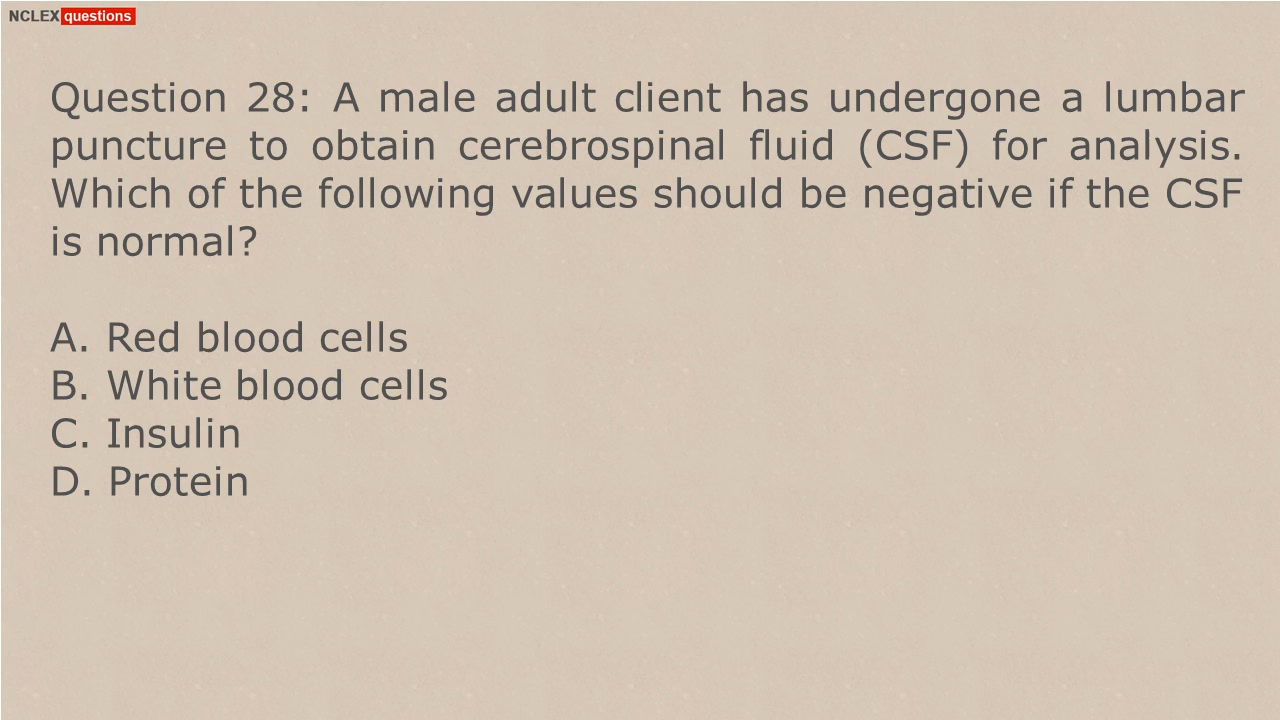 NCLEX questions
Question 28: A male adult client has undergone a lumbar
puncture to obtain cerebrospinal fluid (CSF) for analysis.
Which of the following values should be negative if the CSF
is normal?
A. Red blood cells
B. White blood cells
C. Insulin
D. Protein